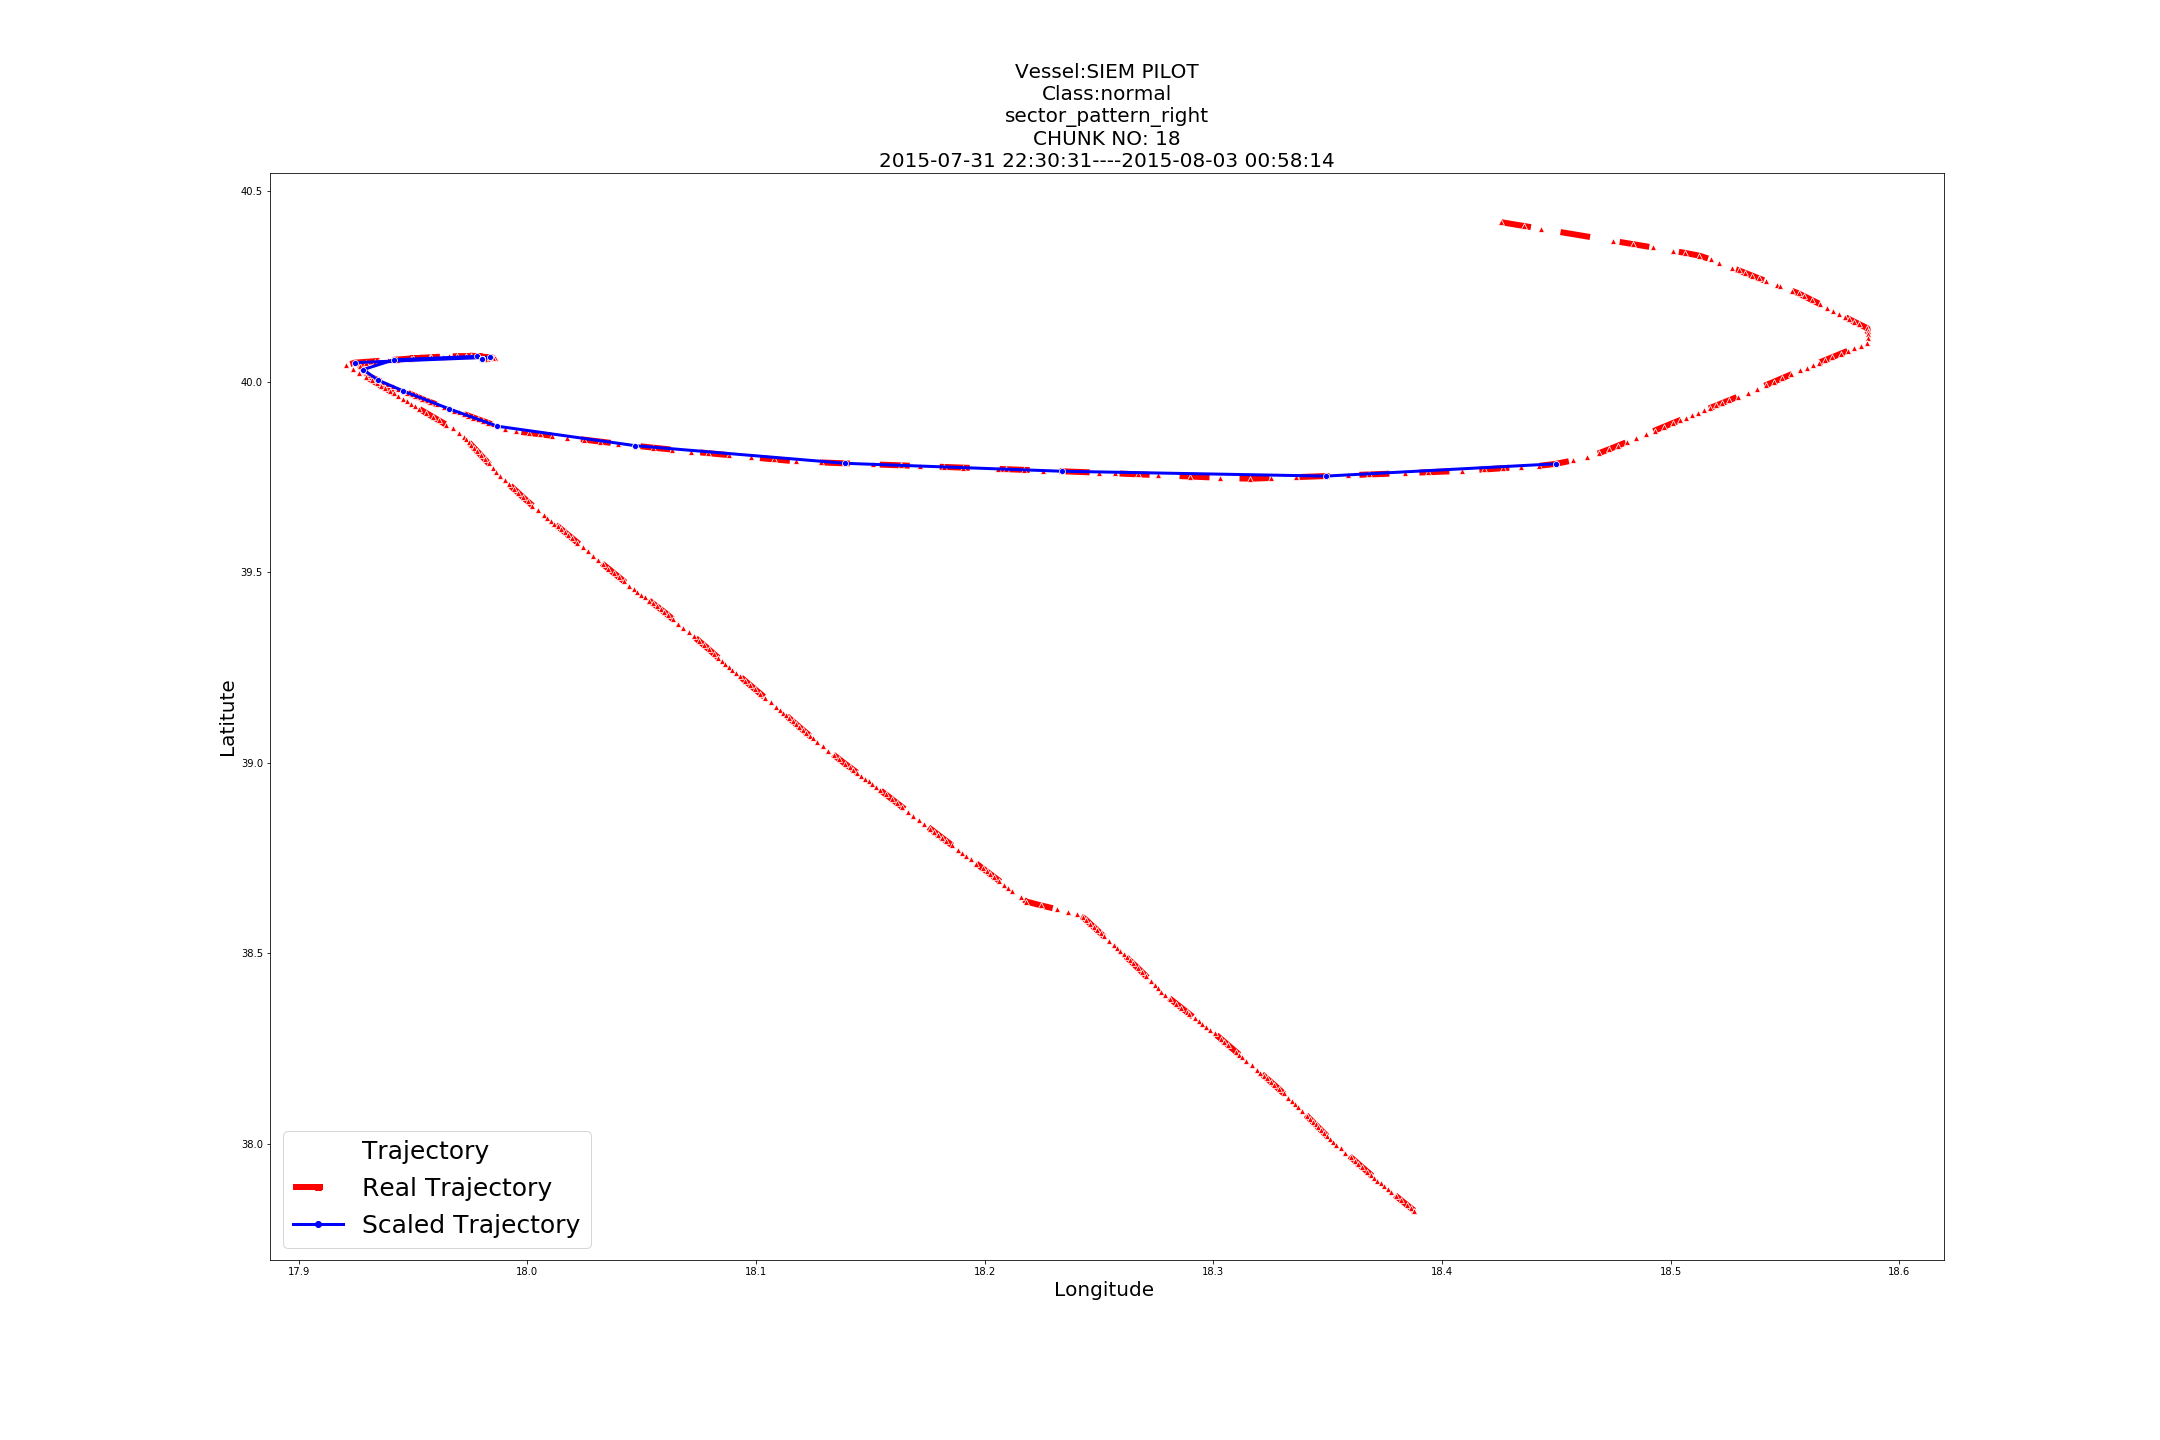 Vessel:SIEM PILOT
Class:normal
sector_pattern_right
CHUNK NO: 18
2015-07-31 22:30:31----2015-08-03 00:58:14
40.5
40.0
39.5
39.0
38.5
38.0
Latitute
Trajectory
Real Trajectory
Scaled Trajectory
17.9
18.0
18.1
18.2
18.3
18.4
18.5
18.6
Longitude